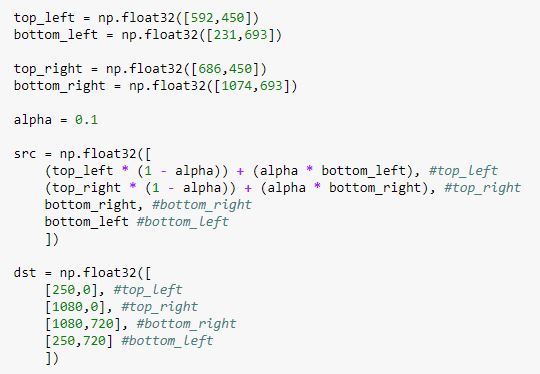 top_left = np.float32([592,450])
bottom_left = np.float32([231,693])

top_right = np.float32([686,450])
bottom_right = np.float32([1074,693])

alpha = 0.1

src = np.float32([
    (top_left * (1 - alpha)) + (alpha * bottom_left), #top_left
    (top_right * (1 - alpha)) + (alpha * bottom_right), #top_right
    bottom_right, #bottom_right
    bottom_left #bottom_left
    ])

dst = np.float32([
    [250,0], #top_left
    [1080,0], #top_right
    [1080,720], #bottom_right
    [250,720] #bottom_left
    ])